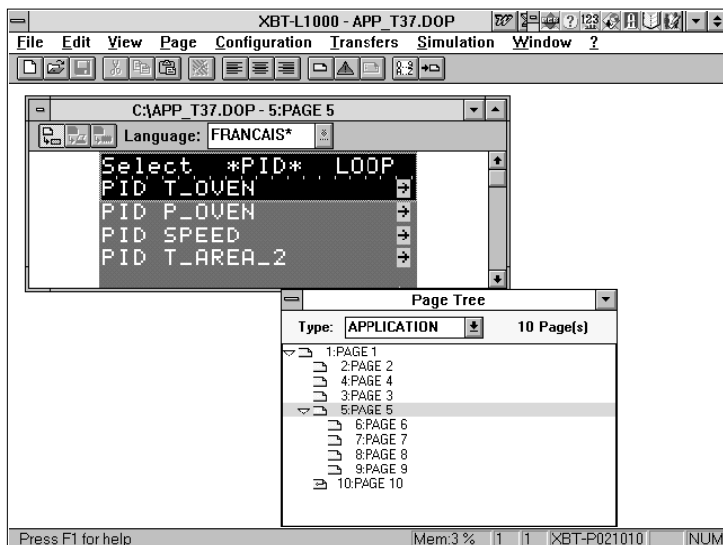 XBT-L1000 - APP_T37.DOP
File Edit View Page Configuration Transfers Simulation Window ?
C:\APP_T37.DOP - 5:PAGE 5
Language: FRANCAIS*
Select *PID* LOOP
PID T_OVEN
PID P_OVEN
PID SPEED
PID T_AREA_2
Page Tree
Type: APPLICATION 10 Page(s)
1:PAGE 1
2:PAGE 2
4:PAGE 4
3:PAGE 3
5:PAGE 5
6:PAGE 6
7:PAGE 7
8:PAGE 8
9:PAGE 9
10:PAGE 10
Press F1 for help Mem:3 % 1 1 XBT-P021010 NUM